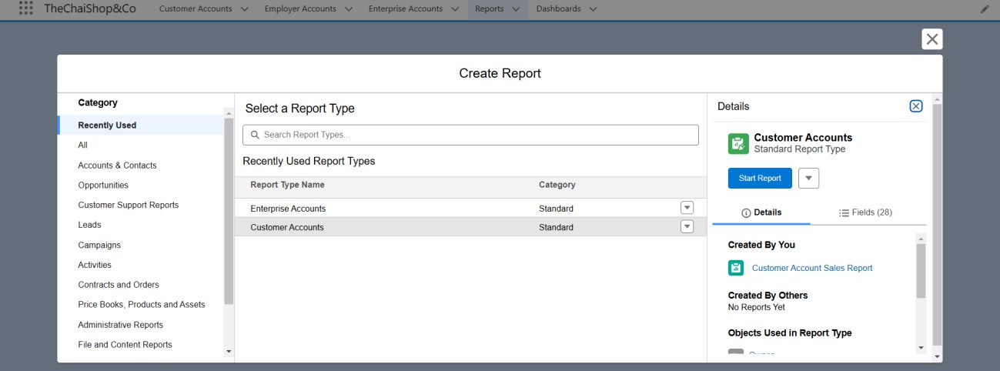 TheChaiShop&Co Customer Accounts Employer Accounts Enterprise Accounts Reports Dashboards
Create Report
Category
Recently Used
All
Accounts & Contacts
Opportunities
Customer Support Reports
Leads
Campaigns
Activities
Contracts and Orders
Price Books, Products and Assets
Administrative Reports
File and Content Reports
Select a Report Type
Search Report Types...
Recently Used Report Types
Report Type Name Category
Enterprise Accounts Standard
Customer Accounts Standard
Details
Customer Accounts
Standard Report Type
Start Report
Details Fields (28)
Created By You
Customer Account Sales Report
Created By Others
No Reports Yet
Objects Used in Report Type